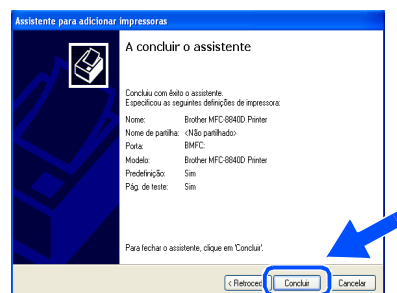 Assistente para adicionar impressoras
A concluir o assistente
Concluiu com êxito o assistente.
Especificou as seguintes definições de impressora:
Nome: Brother MFC-8840D Printer
Nome de partilha: <Não partilhado>
Porta: BMFC:
Modelo: Brother MFC-8840D Printer
Predefinição: Sim
Pág. de teste: Sim
Para fechar o assistente, clique em 'Concluir'.
< Retroced Concluir Cancelar